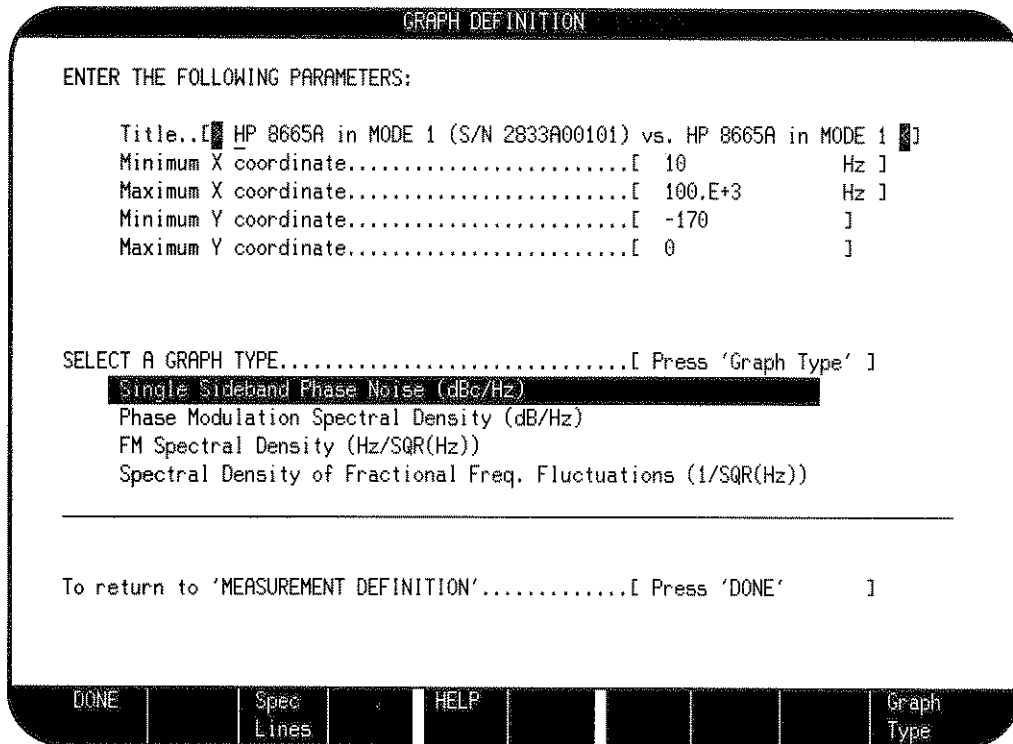 GRAPH DEFINITION
ENTER THE FOLLOWING PARAMETERS:
Title..[ HP 8665A in MODE 1 (S/N 2833A00101) vs. HP 8665A in MODE 1 ]
Minimum X coordinate.........................[ 10 Hz ]
Maximum X coordinate.........................[ 100.E+3 Hz ]
Minimum Y coordinate.........................[ -170 ]
Maximum Y coordinate.........................[ 0 ]
SELECT A GRAPH TYPE...............................[ Press 'Graph Type' ]
Single Sideband Phase Noise (dBc/Hz)
Phase Modulation Spectral Density (dB/Hz)
FM Spectral Density (Hz/SQR(Hz))
Spectral Density of Fractional Freq. Fluctuations (1/SQR(Hz))
To return to 'MEASUREMENT DEFINITION'.............[ Press 'DONE' ]
DONE
Spec
Lines
HELP
Graph
Type